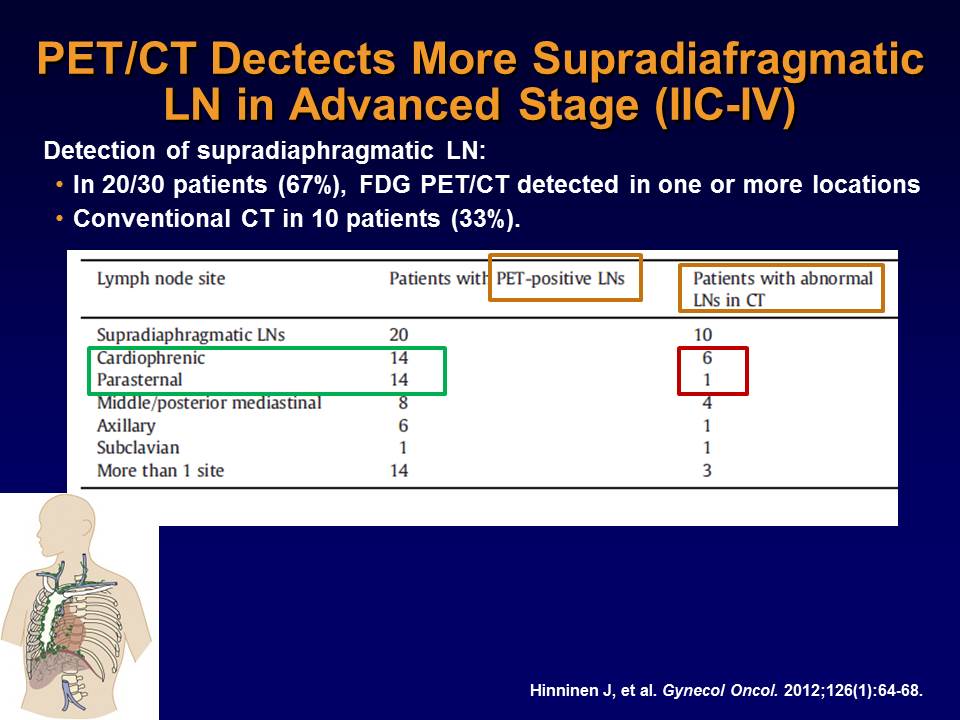 PET/CT Dectects More Supradiafragmatic
LN in Advanced Stage (IIC-IV)
Detection of supradiaphragmatic LN:
• In 20/30 patients (67%), FDG PET/CT detected in one or more locations
• Conventional CT in 10 patients (33%).
Lymph node site Patients with PET-positive LNs Patients with abnormal
LNs in CT
Supradiaphragmatic LNs 20 10
Cardiophrenic 14 6
Parasternal 14 1
Middle/posterior mediastinal 8 4
Axillary 6 1
Subclavian 1 1
More than 1 site 14 3
Hinninen J, et al. Gynecol Oncol. 2012;126(1):64-68.